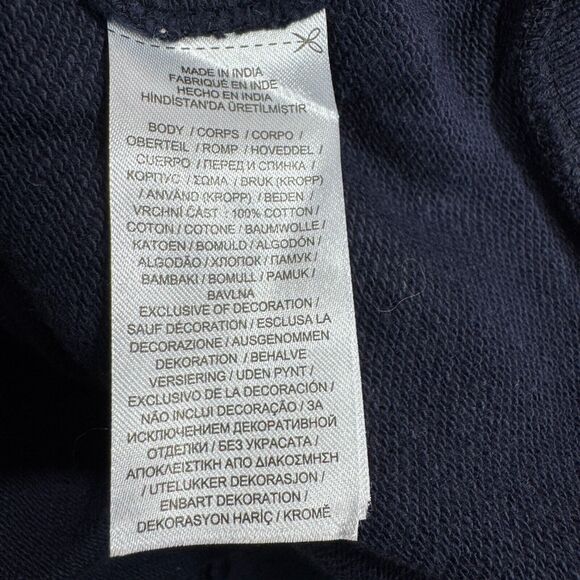 MADE IN INDIA
FABRIQUÉ EN INDE
HECHO EN INDIA
HİNDİSTAN'DA ÜRETİLMİŞTİR
BODY / CORPS / CORPO /
OBERTEIL / ROMP / HOVEDDEL /
CUERPO / ПЕРЕД И СПИНКА /
КОРПУС / ΣΩΜΑ / BRUK (KROPP)
/ ANVÄND (KROPP) / BEDEN /
VRCHNÍ ČÁST : 100% COTTON /
COTON / COTONE / BAUMWOLLE /
KATOEN / BOMULD / ALGODÓN /
ALGODÃO / ХЛОПОК / ПАМУК /
BAMBAKI / BOMULL / PAMUK /
BAVLNA
EXCLUSIVE OF DECORATION /
SAUF DÉCORATION / ESCLUSA LA
DECORAZIONE / AUSGENOMMEN
DEKORATION / BEHALVE
VERSIERING / UDEN PYNT /
EXCLUSIVO DE LA DECORACIÓN /
NÃO INCLUI DECORAÇÃO / ЗА
ИСКЛЮЧЕНИЕМ ДЕКОРАТИВНОЙ
ОТДЕЛКИ / БЕЗ УКРАСАТА /
ΑΠΟΚΛΕΙΣΤΙΚΗ ΑΠΟ ΔΙΑΚΟΣΜΗΣΗ
/ UTELUKKER DEKORASJON /
ENBART DEKORATION /
DEKORASYON HARİÇ / KROMĚ